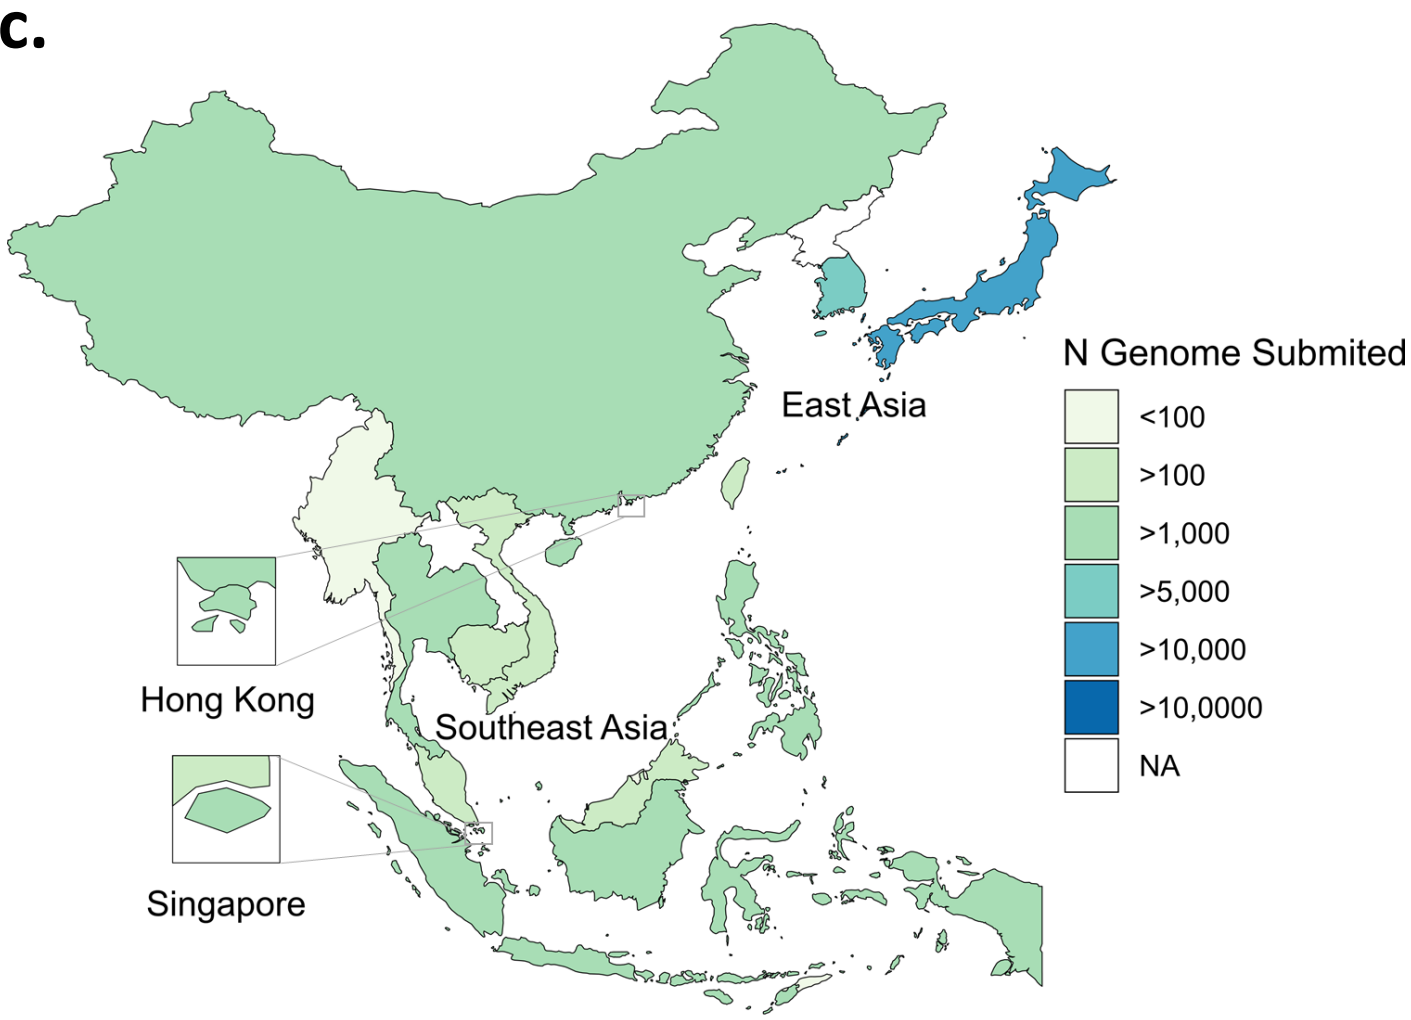 c.
East Asia
N Genome Submited
<100
>100
>1,000
>5,000
>10,000
>10,0000
NA
Hong Kong
Southeast Asia
Singapore